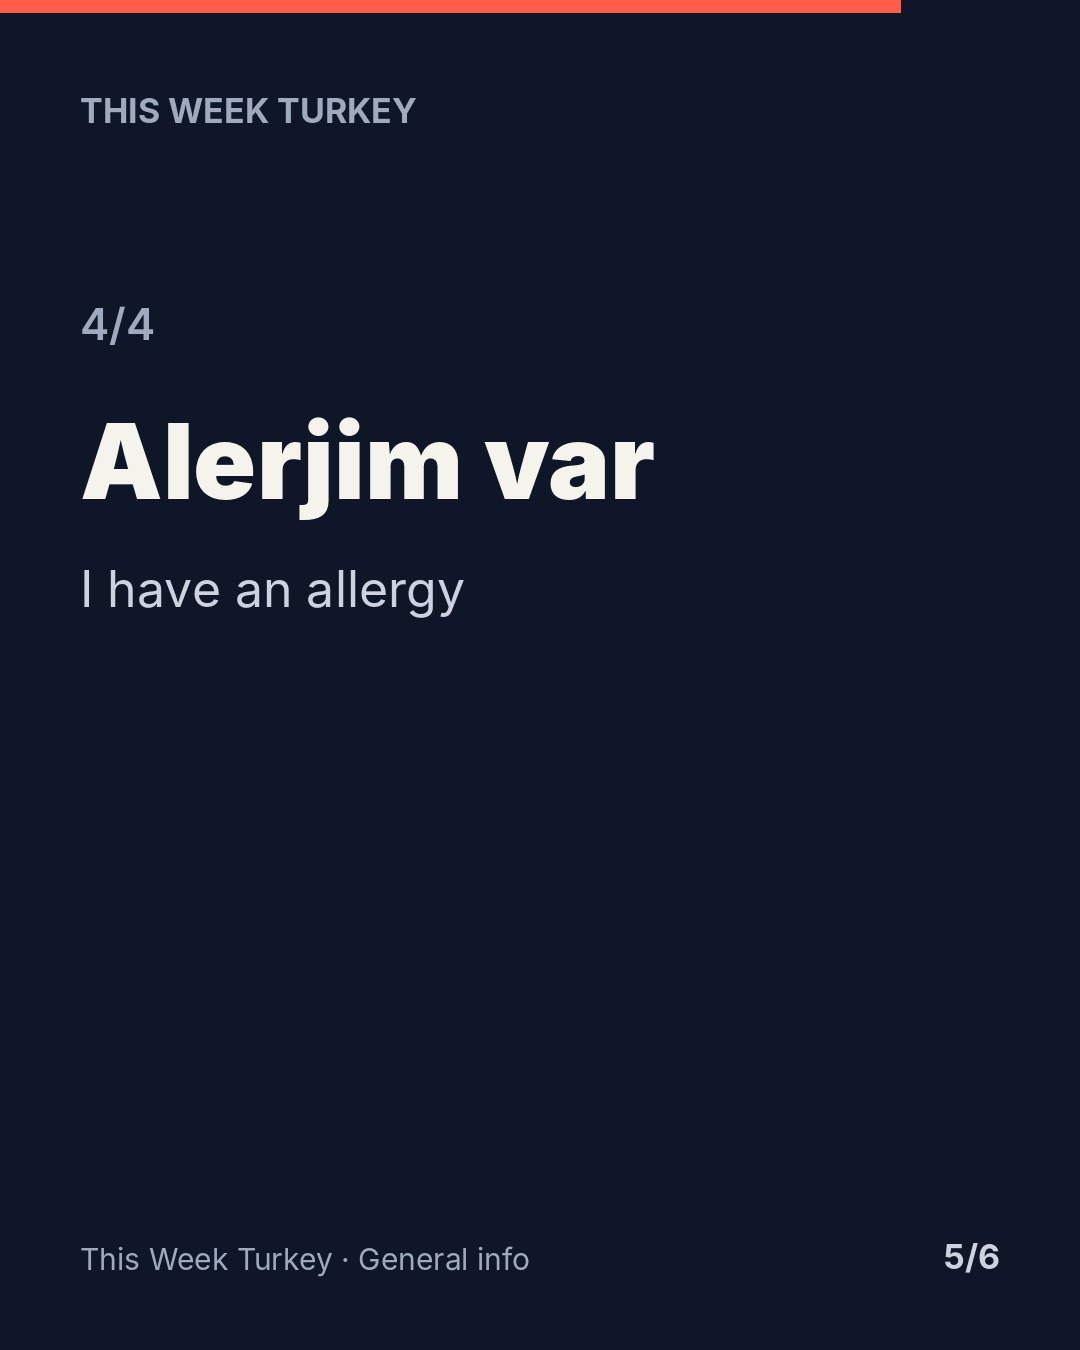 THIS WEEK TURKEY
4/4
Alerjim var
I have an allergy
This Week Turkey · General info
5/6